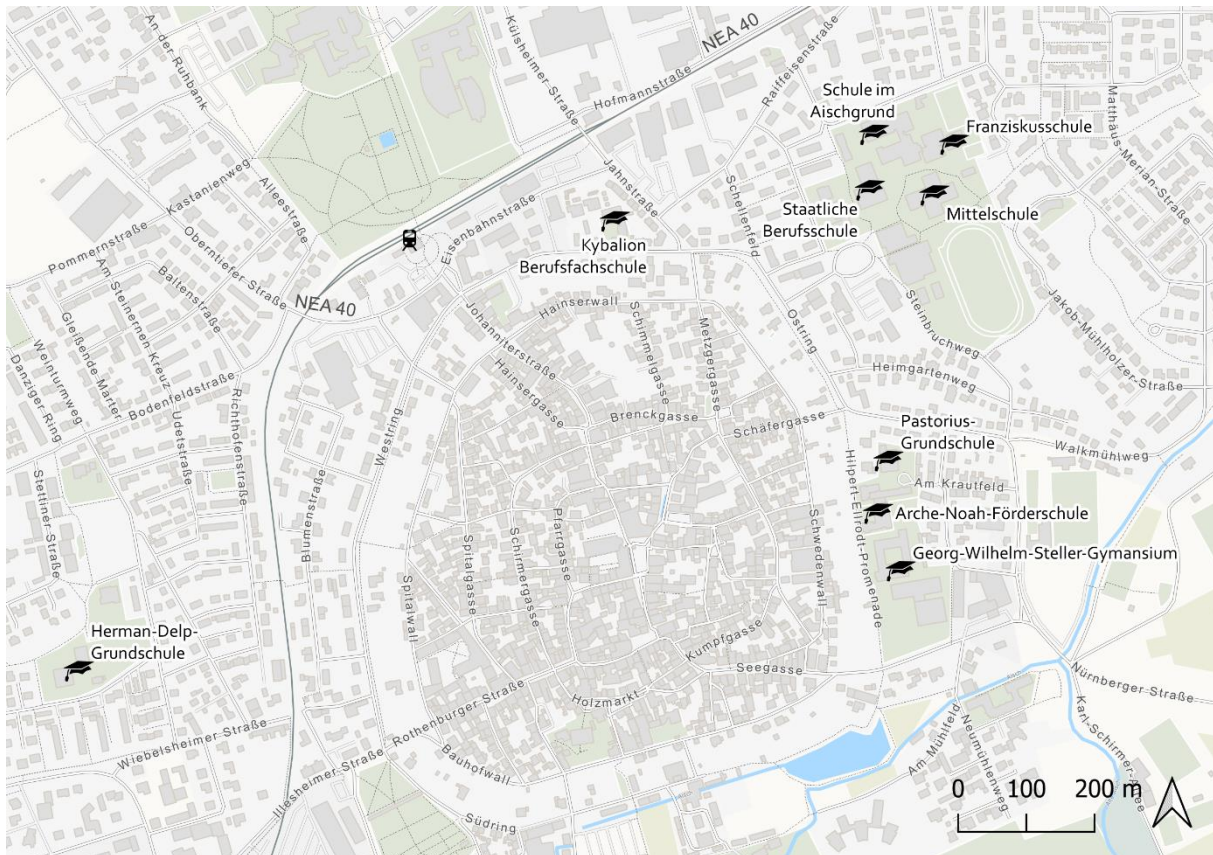 An der Ruhbank
Külsheimer-Straße
NEA 40
Hofmannstraße
Raiffeisenstraße
Schule im
Aischgrund
Franziskusschule
Matthäus-Merian-Straße
Kastanienweg
Alleestraße
Jahnstraße
Schellenfeld
Staatliche
Berufsschule
Mittelschule
Pommernstraße
Oberntiefer-Straße
Eisenbahnstraße
Kybalion
Berufsfachschule
Am Steinernen Kreuz
Baltenstraße
NEA 40
Gleißende-Marter
Weinturmweg
Danziger Ring
Bodenfeldstraße
Udetstraße
Richthofenstraße
Johanniterstraße
Hainserwall
Hainsergasse
Schimmelgasse
Metzgergasse
Ostring
Steinbruchweg
Jakob-Mühlholzer-Straße
Heimgartenweg
Westring
Brenckgasse
Schäfergasse
Pastorius-
Grundschule
Walkmühlweg
Am Krautfeld
Hilpert-Ellrodt-Promenade
Arche-Noah-Förderschule
Stettiner-Straße
Blumenstraße
Spitalgasse
Schirmergasse
Pfarrgasse
Schwedenwall
Georg-Wilhelm-Steller-Gymansium
Spitalwall
Herman-Delp-
Grundschule
Kumpfgasse
Seegasse
Holzmarkt
Rothenburger Straße
Wiebelsheimer-Straße
Illesheimer-Straße
Bauhofwall
Südring
Nürnberger Straße
Karl-Schirmer-Allee
Am Mühlfeld
Neumühlenweg
0 100 200 m